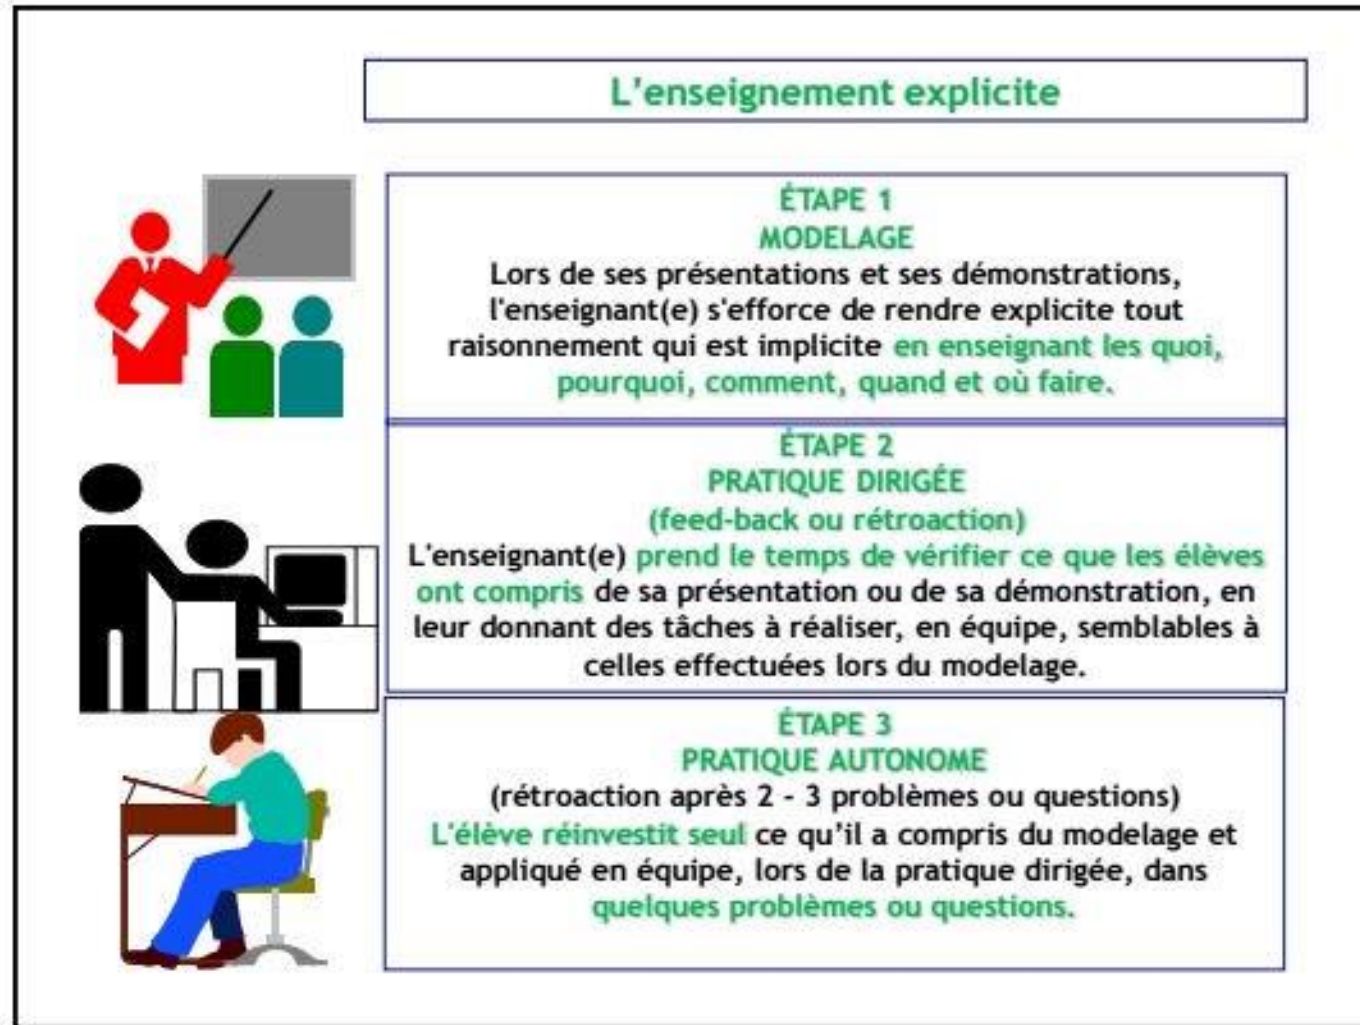 L'enseignement explicite
ÉTAPE 1
MODELAGE
Lors de ses présentations et ses démonstrations,
l'enseignant(e) s'efforce de rendre explicite tout
raisonnement qui est implicite en enseignant les quoi,
pourquoi, comment, quand et où faire.
ÉTAPE 2
PRATIQUE DIRIGÉE
(feed-back ou rétroaction)
L'enseignant(e) prend le temps de vérifier ce que les élèves
ont compris de sa présentation ou de sa démonstration, en
leur donnant des tâches à réaliser, en équipe, semblables à
celles effectuées lors du modelage.
ÉTAPE 3
PRATIQUE AUTONOME
(rétroaction après 2 - 3 problèmes ou questions)
L'élève réinvestit seul ce qu'il a compris du modelage et
appliqué en équipe, lors de la pratique dirigée, dans
quelques problèmes ou questions.